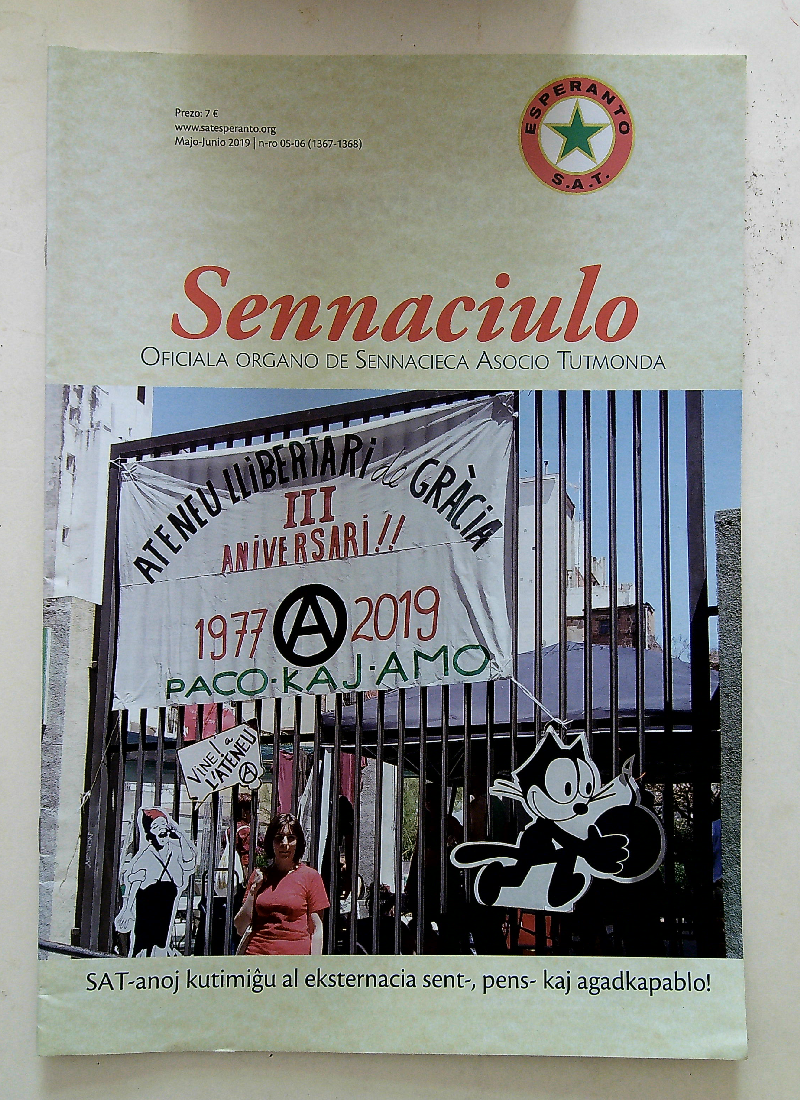 Prezo: 7 €
www.satesperanto.org
Majo-Junio 2019 | n-ro 05-06 (1367-1368)
ESPERANTO
S.A.T.
Sennaciulo
Oficiala organo de Sennacieca Asocio Tutmonda
ATENEU LLiBERTARi de GRÀCIA
III
ANIVERSARi!!
1977 A 2019
PACO·KAJ·AMO
VINE! a
L'ATENEU
A
SAT-anoj kutimiĝu al eksternacia sent-, pens- kaj agadkapablo!